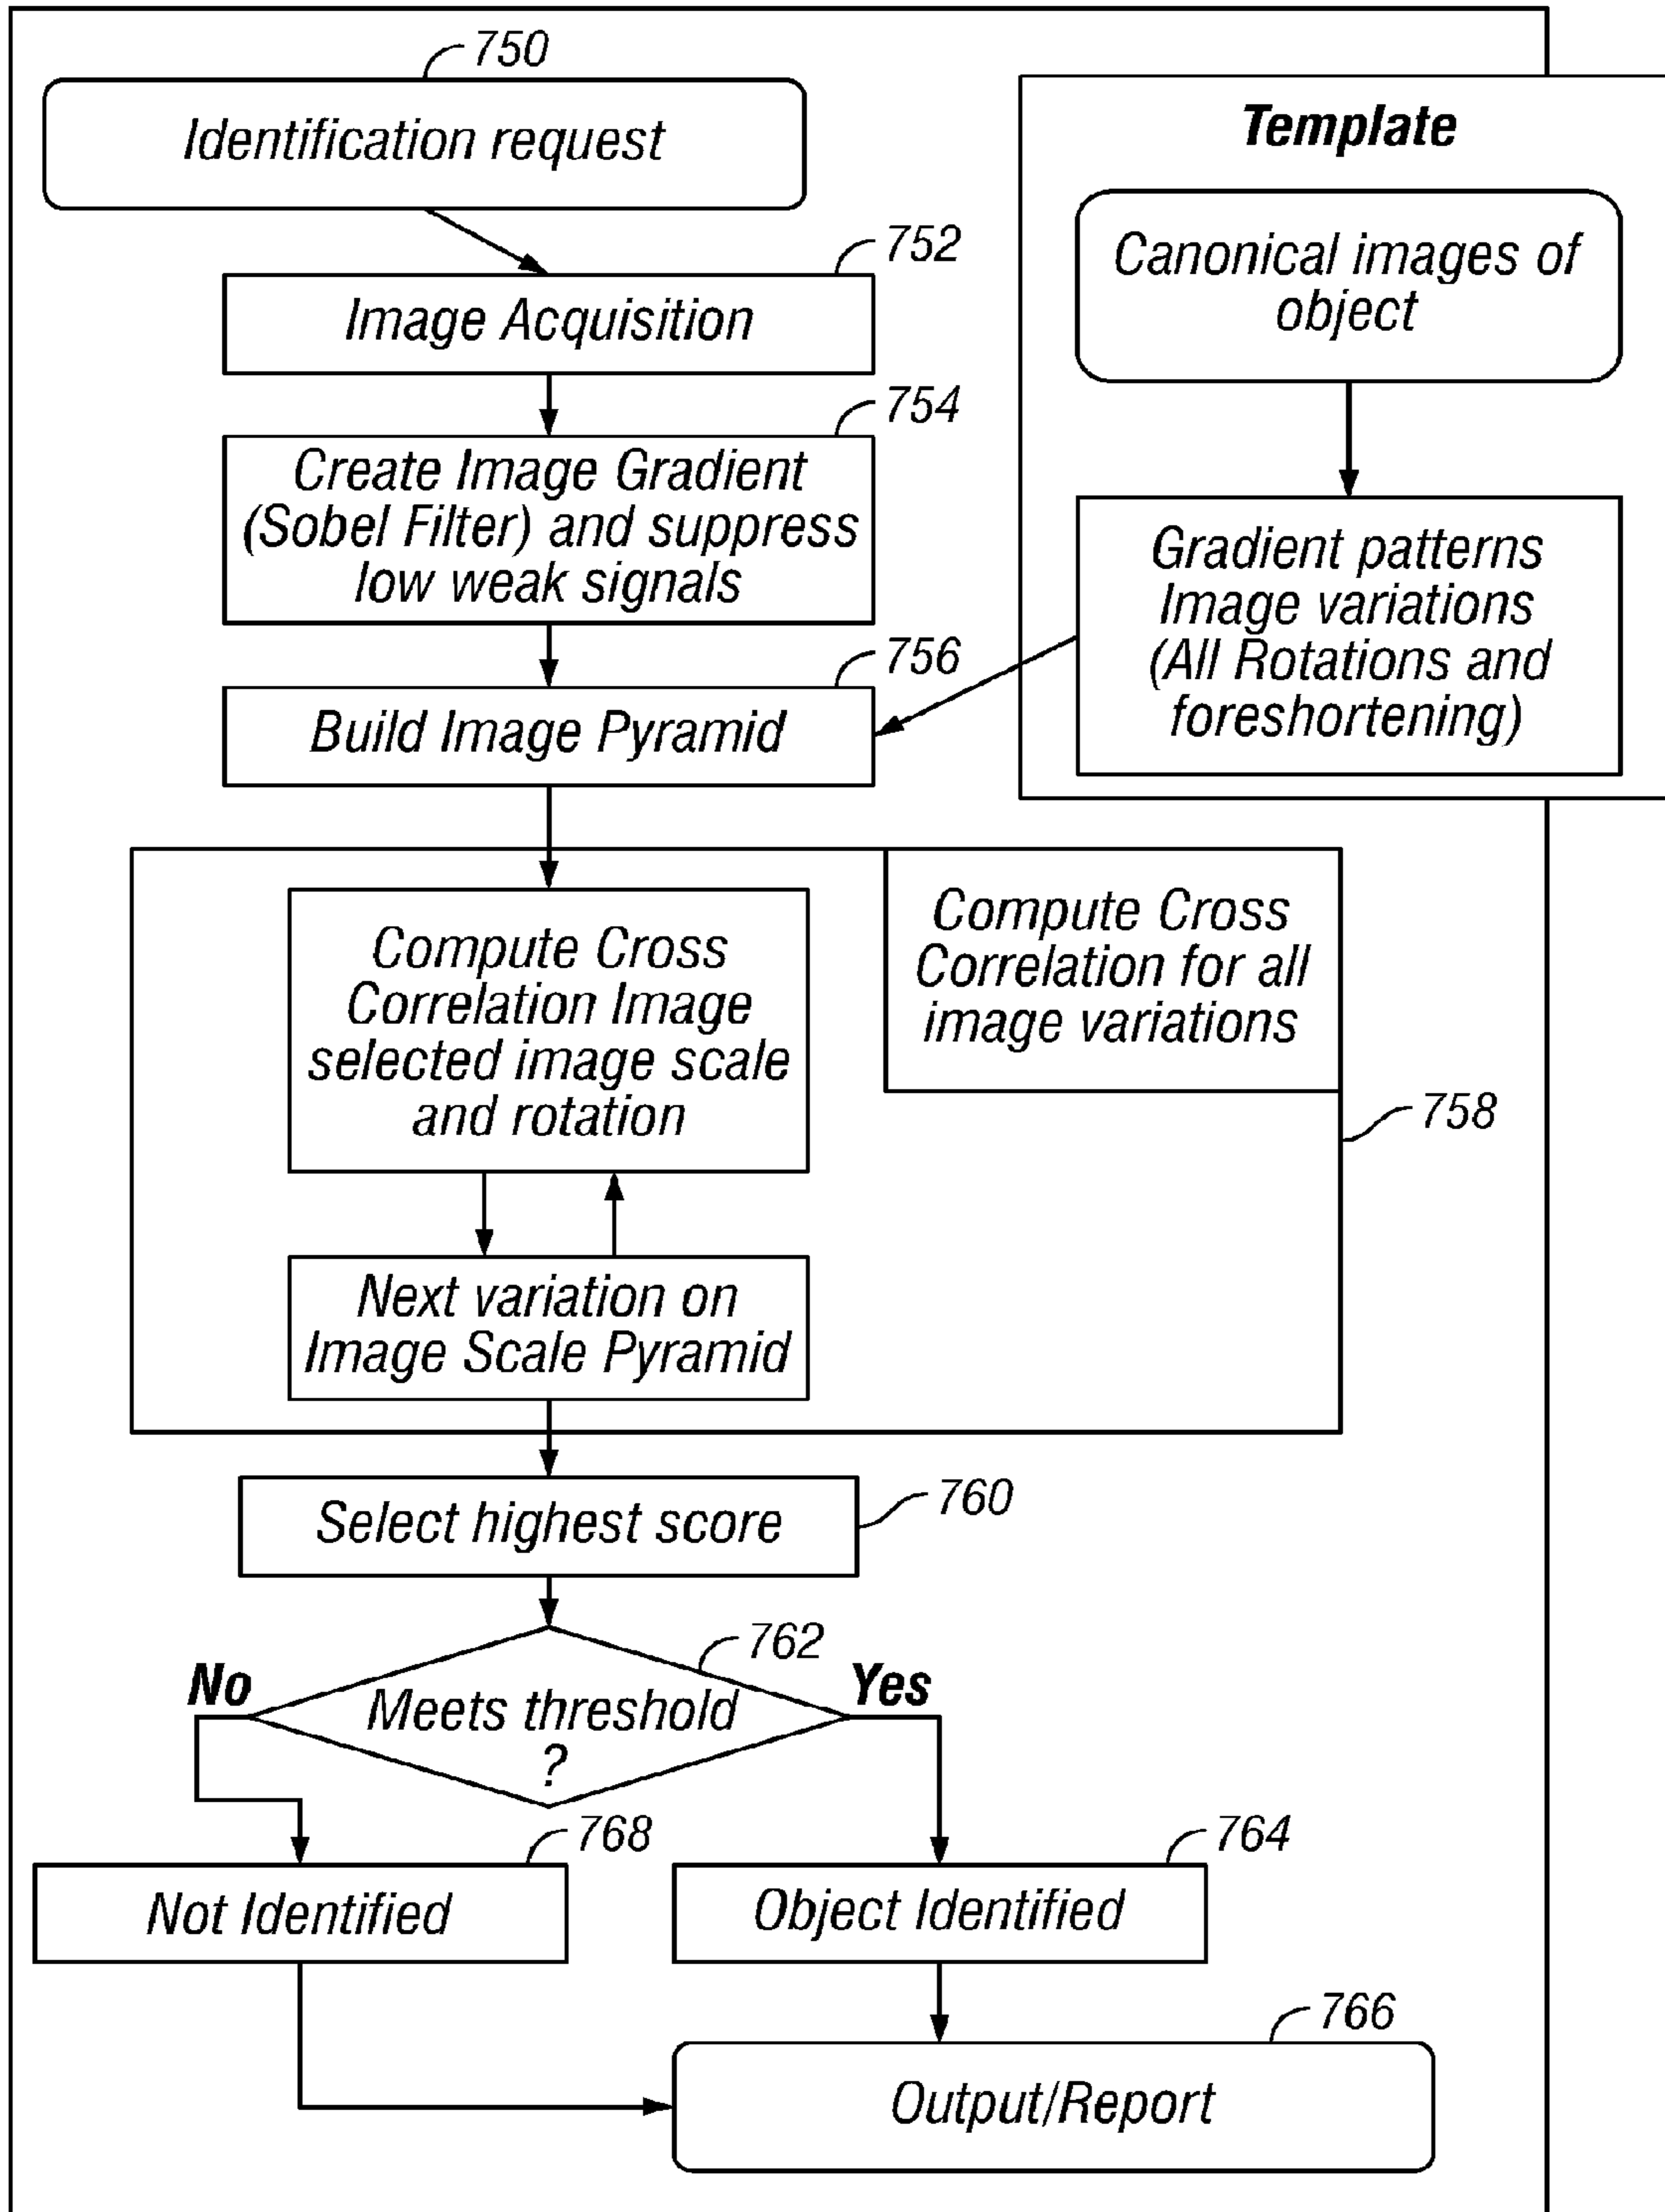 750
Identification request
Template
752
Canonical images of
object
Image Acquisition
754
Create Image Gradient
(Sobel Filter) and suppress
low weak signals
Gradient patterns
Image variations
(All Rotations and
foreshortening)
756
Build Image Pyramid
Compute Cross
Correlation for all
image variations
Compute Cross
Correlation Image
selected image scale
and rotation
758
Next variation on
Image Scale Pyramid
760
Select highest score
762
No
Yes
Meets threshold
?
768
764
Not Identified
Object Identified
766
Output/Report